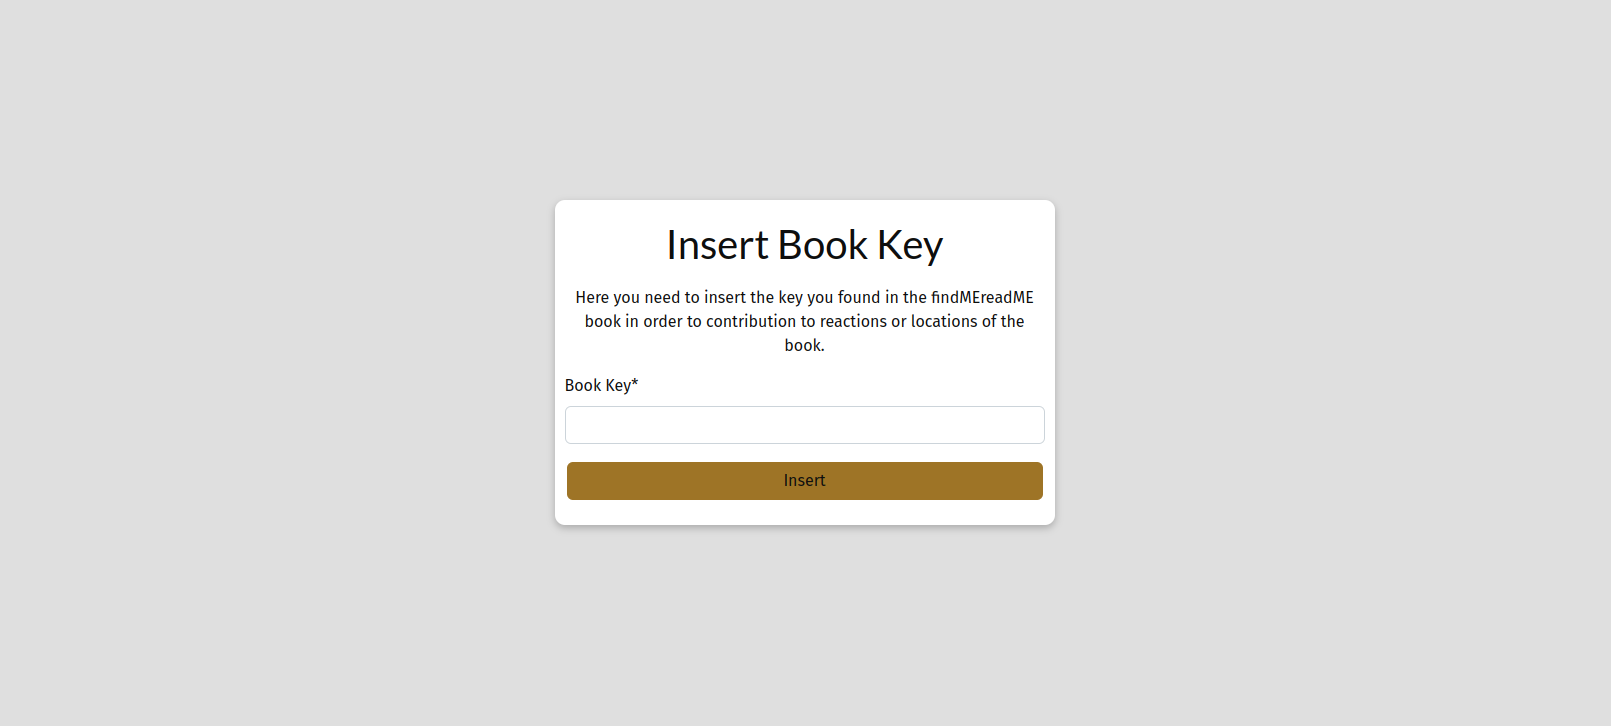 Insert Book Key
Here you need to insert the key you found in the findMEreadME
book in order to contribution to reactions or locations of the
book.
Book Key*
Insert